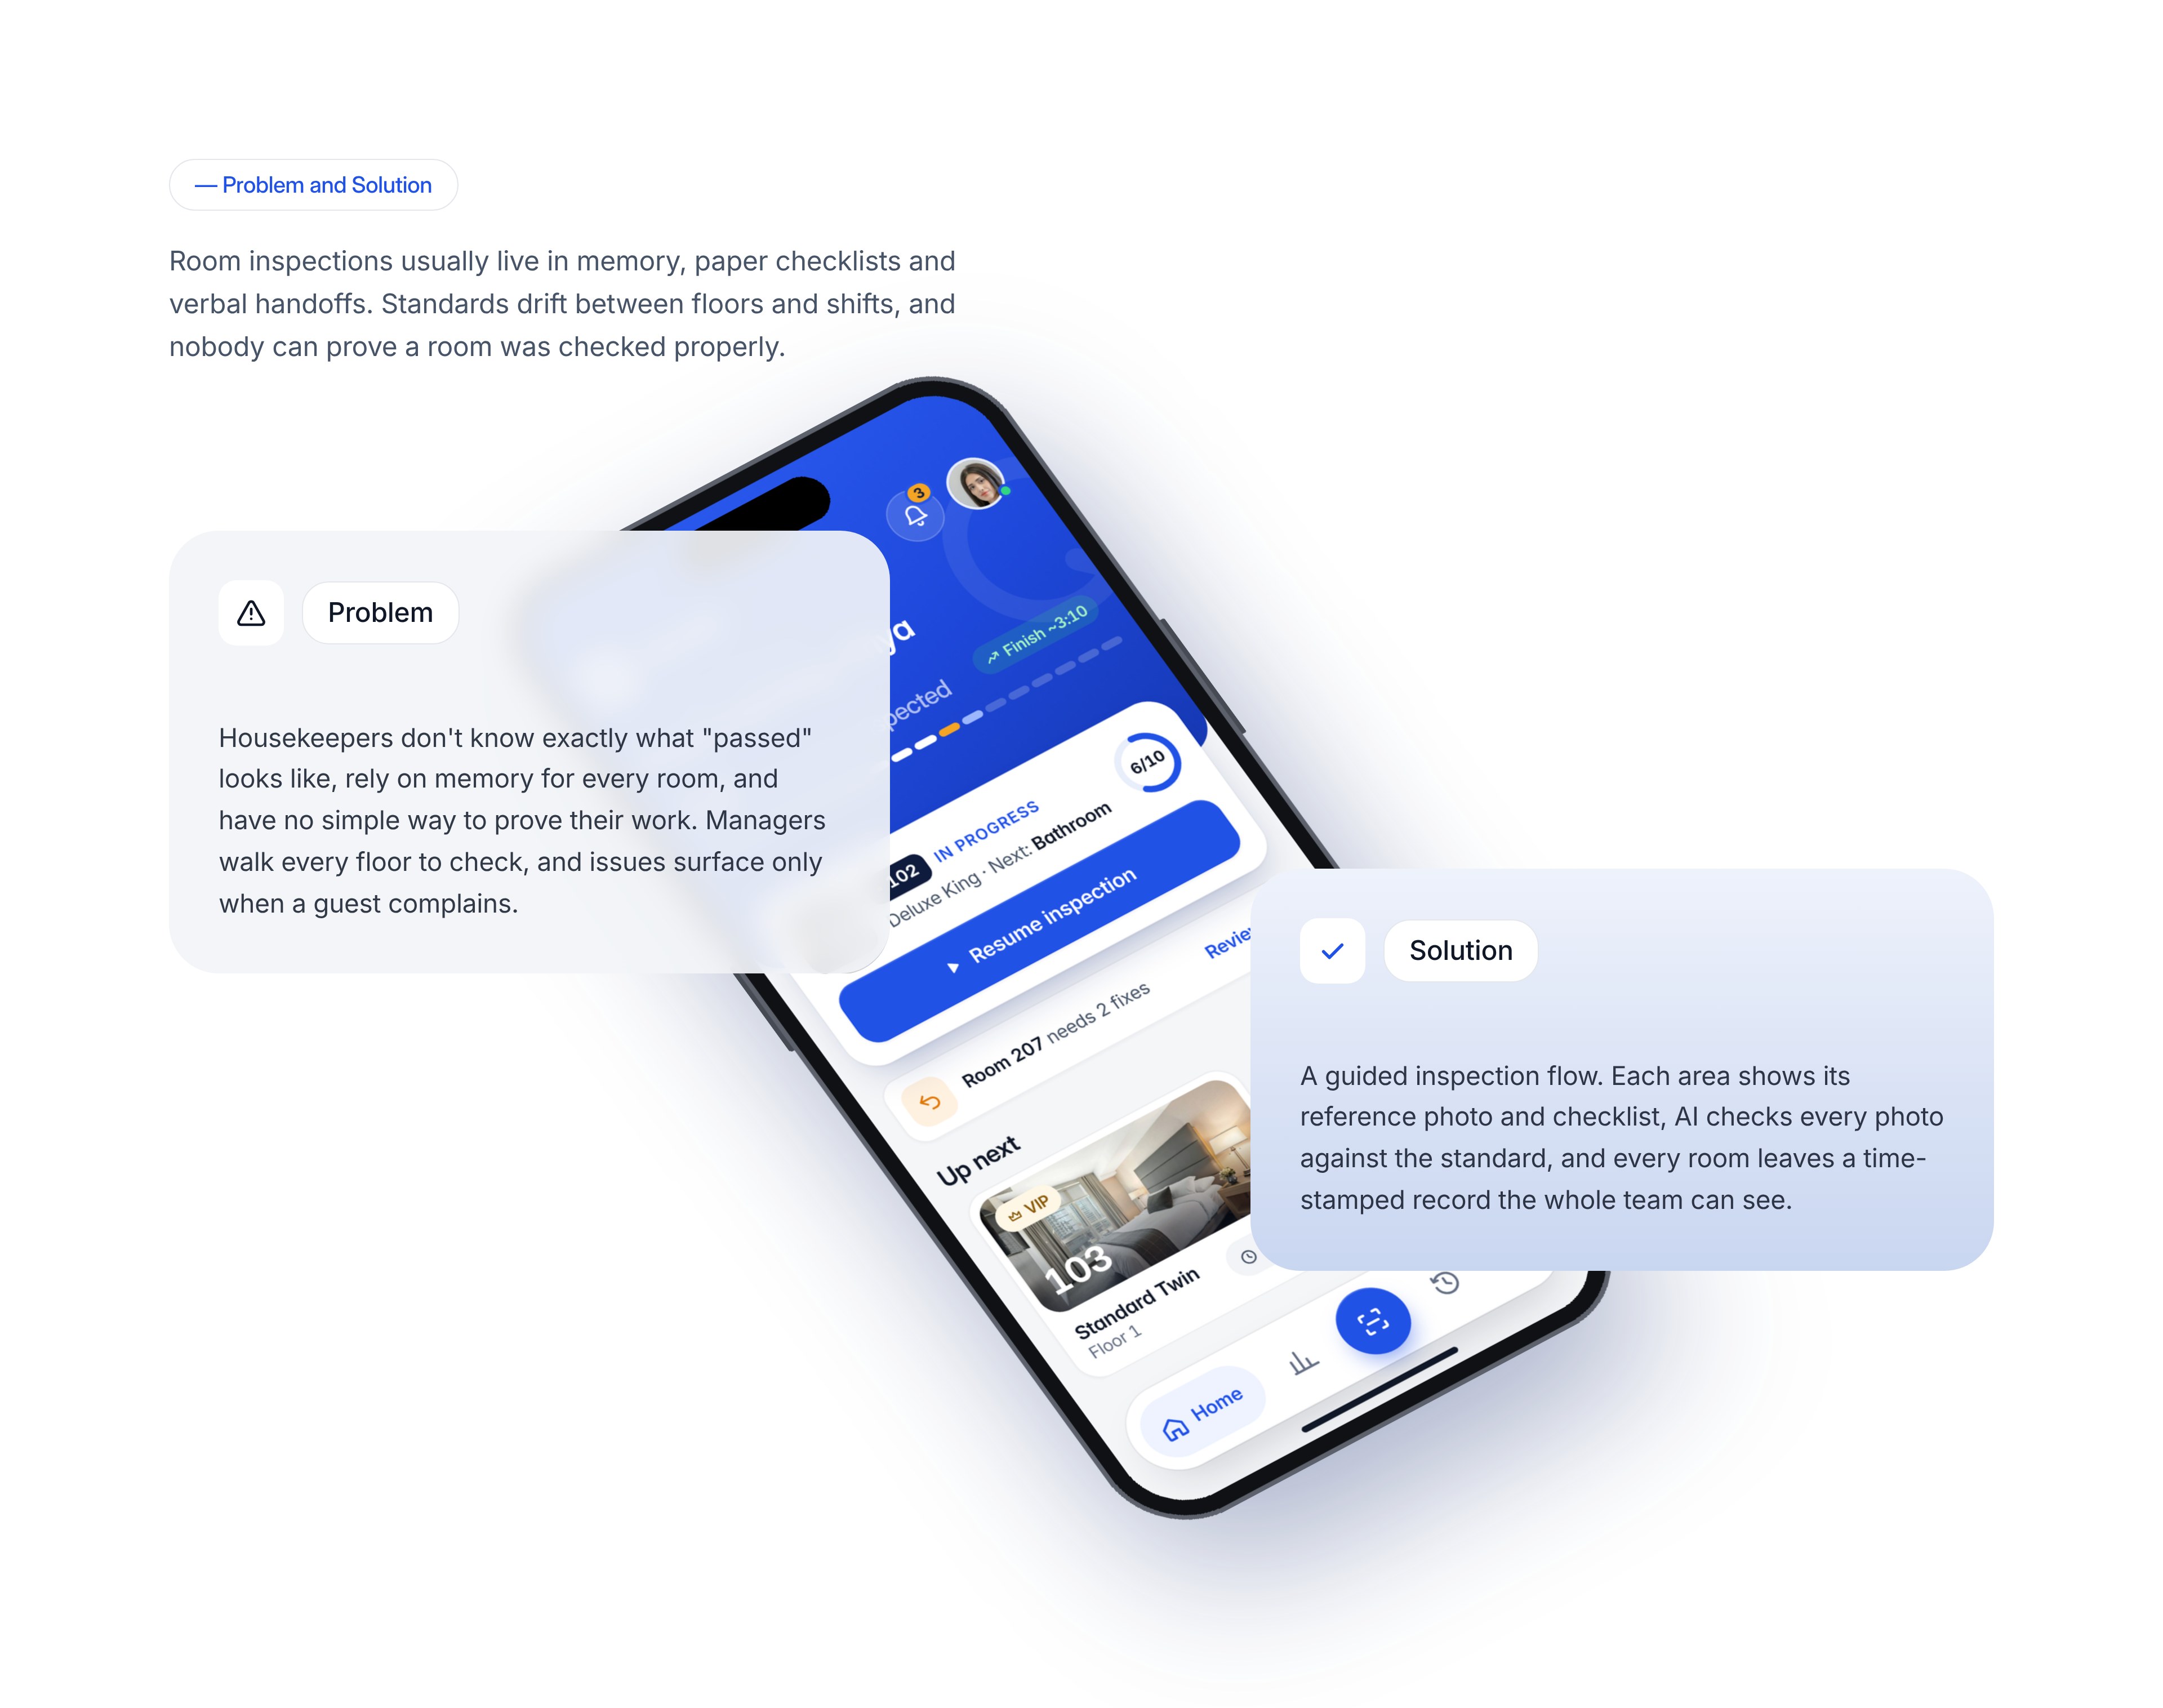 — Problem and Solution
Room inspections usually live in memory, paper checklists and
verbal handoffs. Standards drift between floors and shifts, and
nobody can prove a room was checked properly.
Problem
Housekeepers don't know exactly what "passed"
looks like, rely on memory for every room, and
have no simple way to prove their work. Managers
walk every floor to check, and issues surface only
when a guest complains.
3
Finish ~3:10
6/10
102 IN PROGRESS
Deluxe King · Next: Bathroom
Resume inspection
Room 207 needs 2 fixes
Up next
VIP
103
Standard Twin
Floor 1
Home
Solution
A guided inspection flow. Each area shows its
reference photo and checklist, AI checks every photo
against the standard, and every room leaves a time-
stamped record the whole team can see.